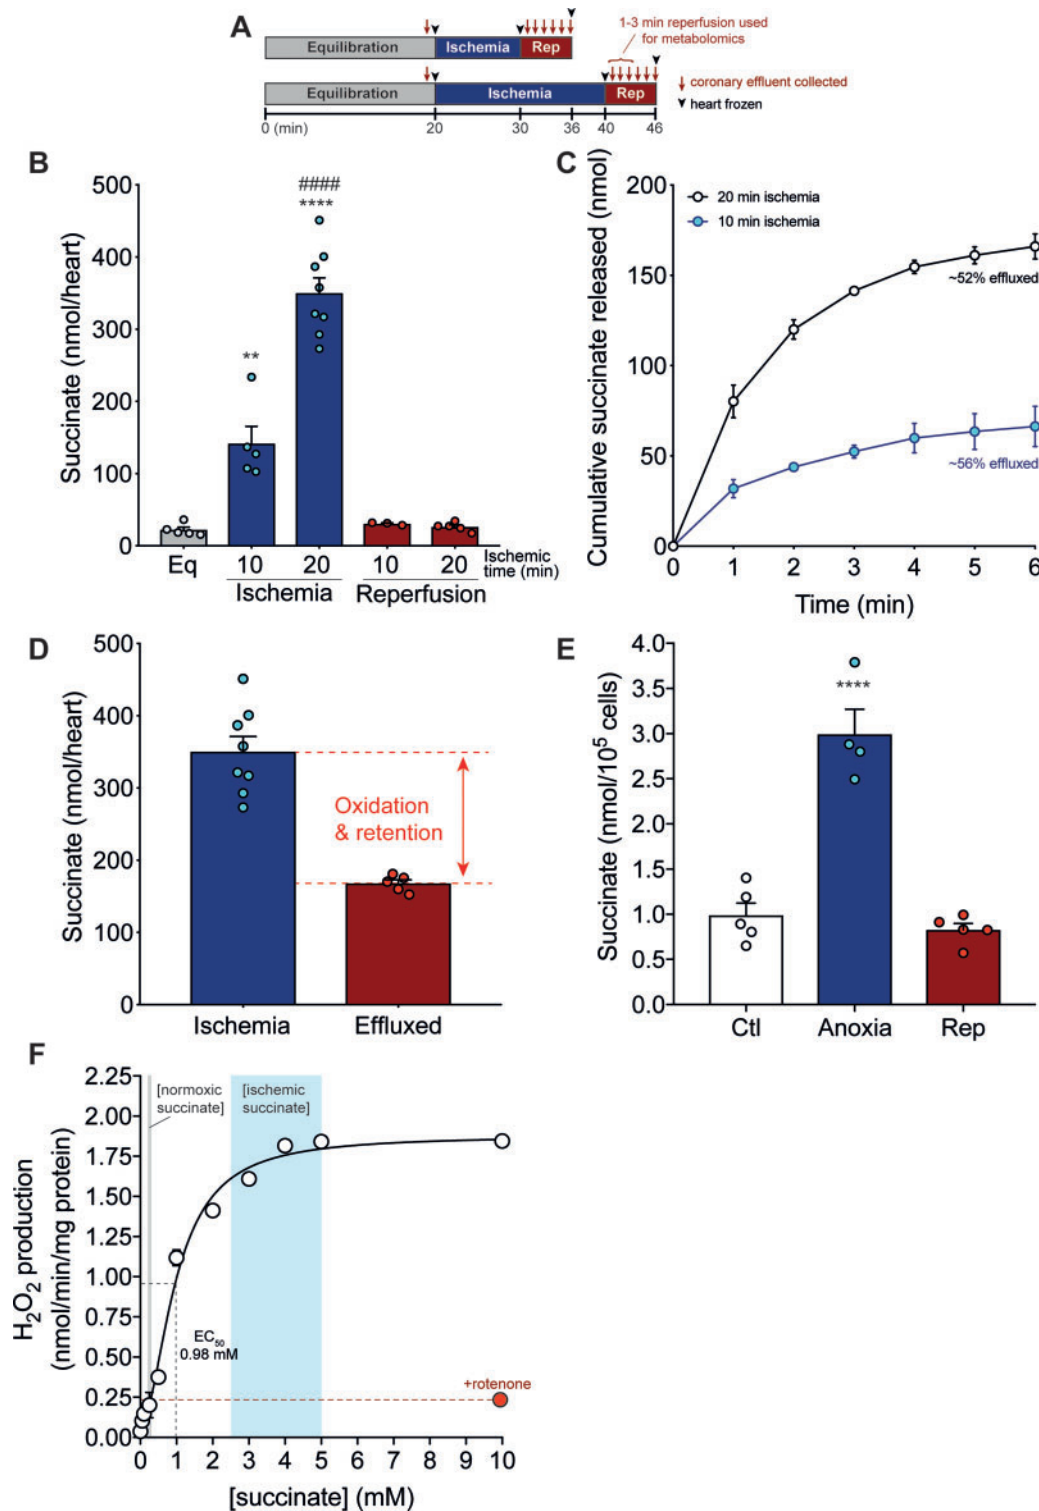 A
1-3 min reperfusion used
for metabolomics
Equilibration Ischemia Rep
Equilibration Ischemia Rep
coronary effluent collected
heart frozen
0 (min) 20 30 36 40 46
B
Succinate (nmol/heart)
500
400
300
200
100
0
**
####
****
Eq 10 20 10 20 Ischemic
time (min)
Ischemia Reperfusion
C
Cumulative succinate released (nmol)
200
150
100
50
0
20 min ischemia
10 min ischemia
~52% effluxed
~56% effluxed
0 1 2 3 4 5 6
Time (min)
D
Succinate (nmol/heart)
500
400
300
200
100
0
Oxidation
& retention
Ischemia Effluxed
E
Succinate (nmol/10⁵ cells)
4.0
3.5
3.0
2.5
2.0
1.5
1.0
0.5
0.0
****
Ctl Anoxia Rep
F
H₂O₂ production
(nmol/min/mg protein)
2.25
2.00
1.75
1.50
1.25
1.00
0.75
0.50
0.25
0.00
[normoxic
succinate]
[ischemic
succinate]
EC₅₀
0.98 mM
+rotenone
0 1 2 3 4 5 6 7 8 9 10
[succinate] (mM)